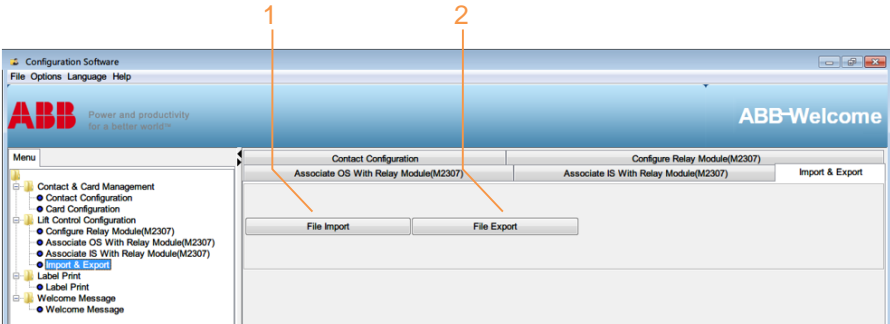 1
2
Configuration Software
File Options Language Help
ABB
Power and productivity
for a better world™
ABB-Welcome
Menu
Contact & Card Management
Contact Configuration
Card Configuration
Lift Control Configuration
Configure Relay Module(M2307)
Associate OS With Relay Module(M2307)
Associate IS With Relay Module(M2307)
Import & Export
Label Print
Label Print
Welcome Message
Welcome Message
Contact Configuration
Configure Relay Module(M2307)
Associate OS With Relay Module(M2307)
Associate IS With Relay Module(M2307)
Import & Export
File Import
File Export